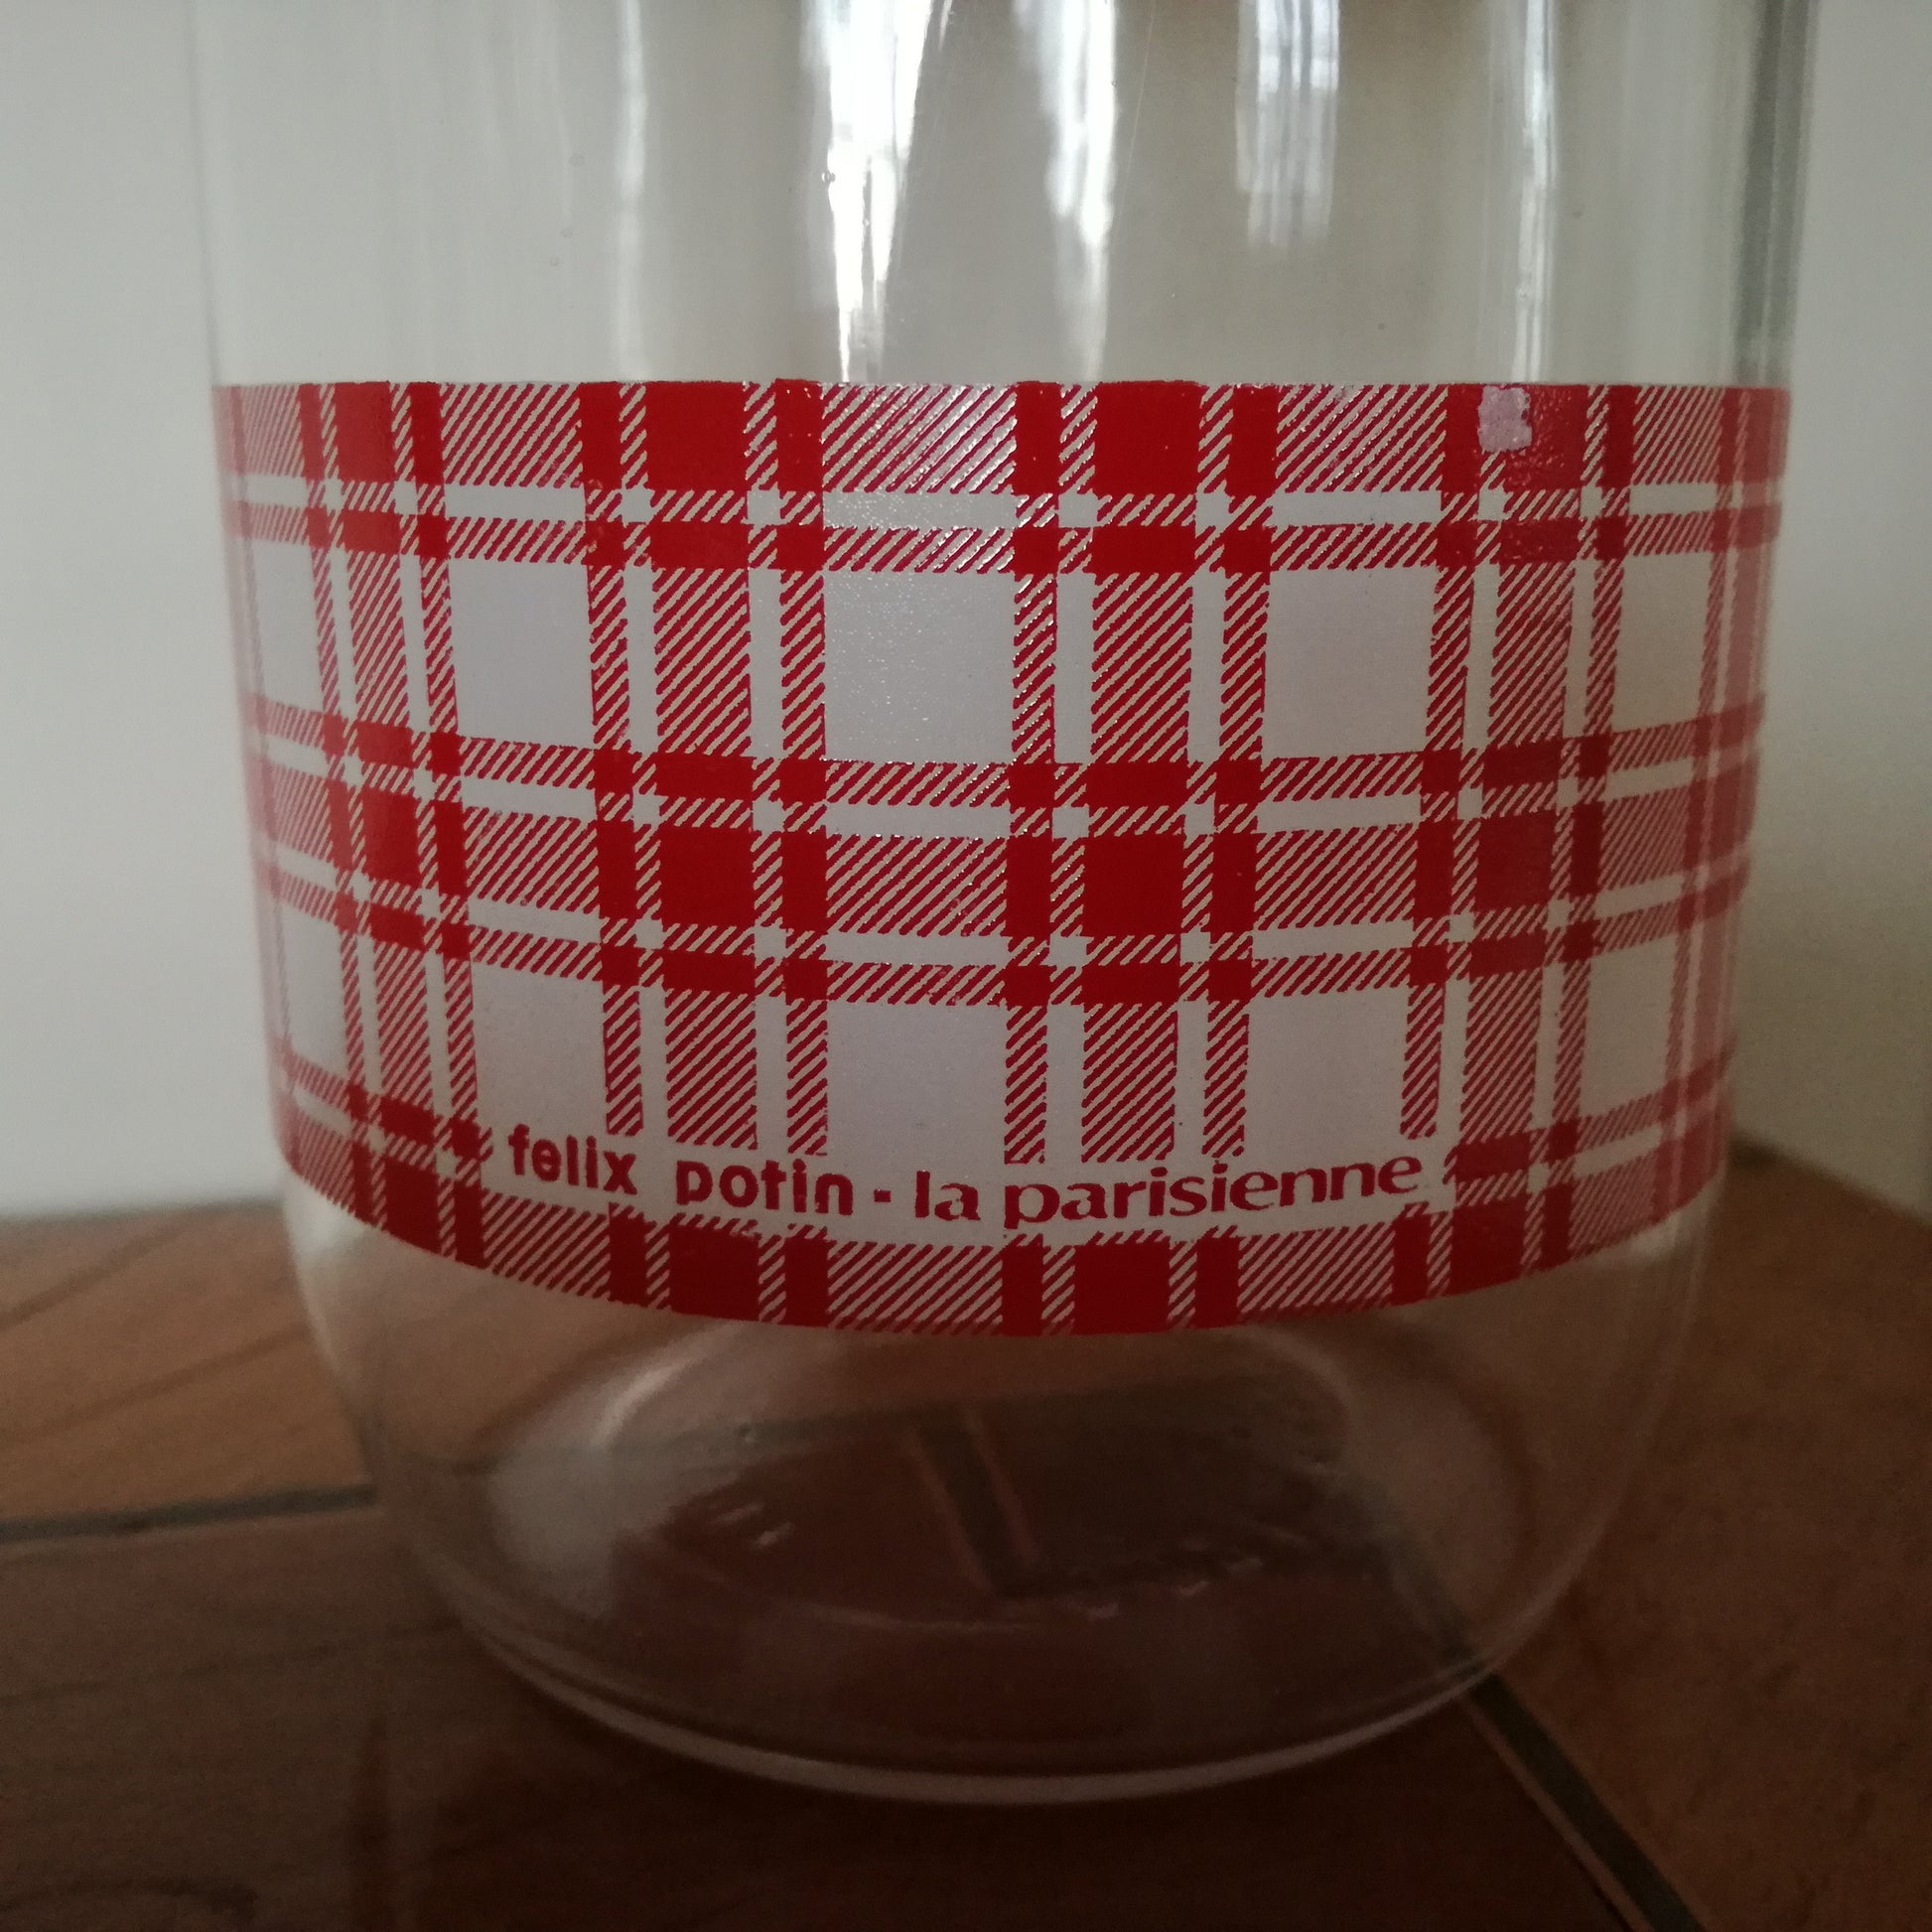 felix potin - la parisienne